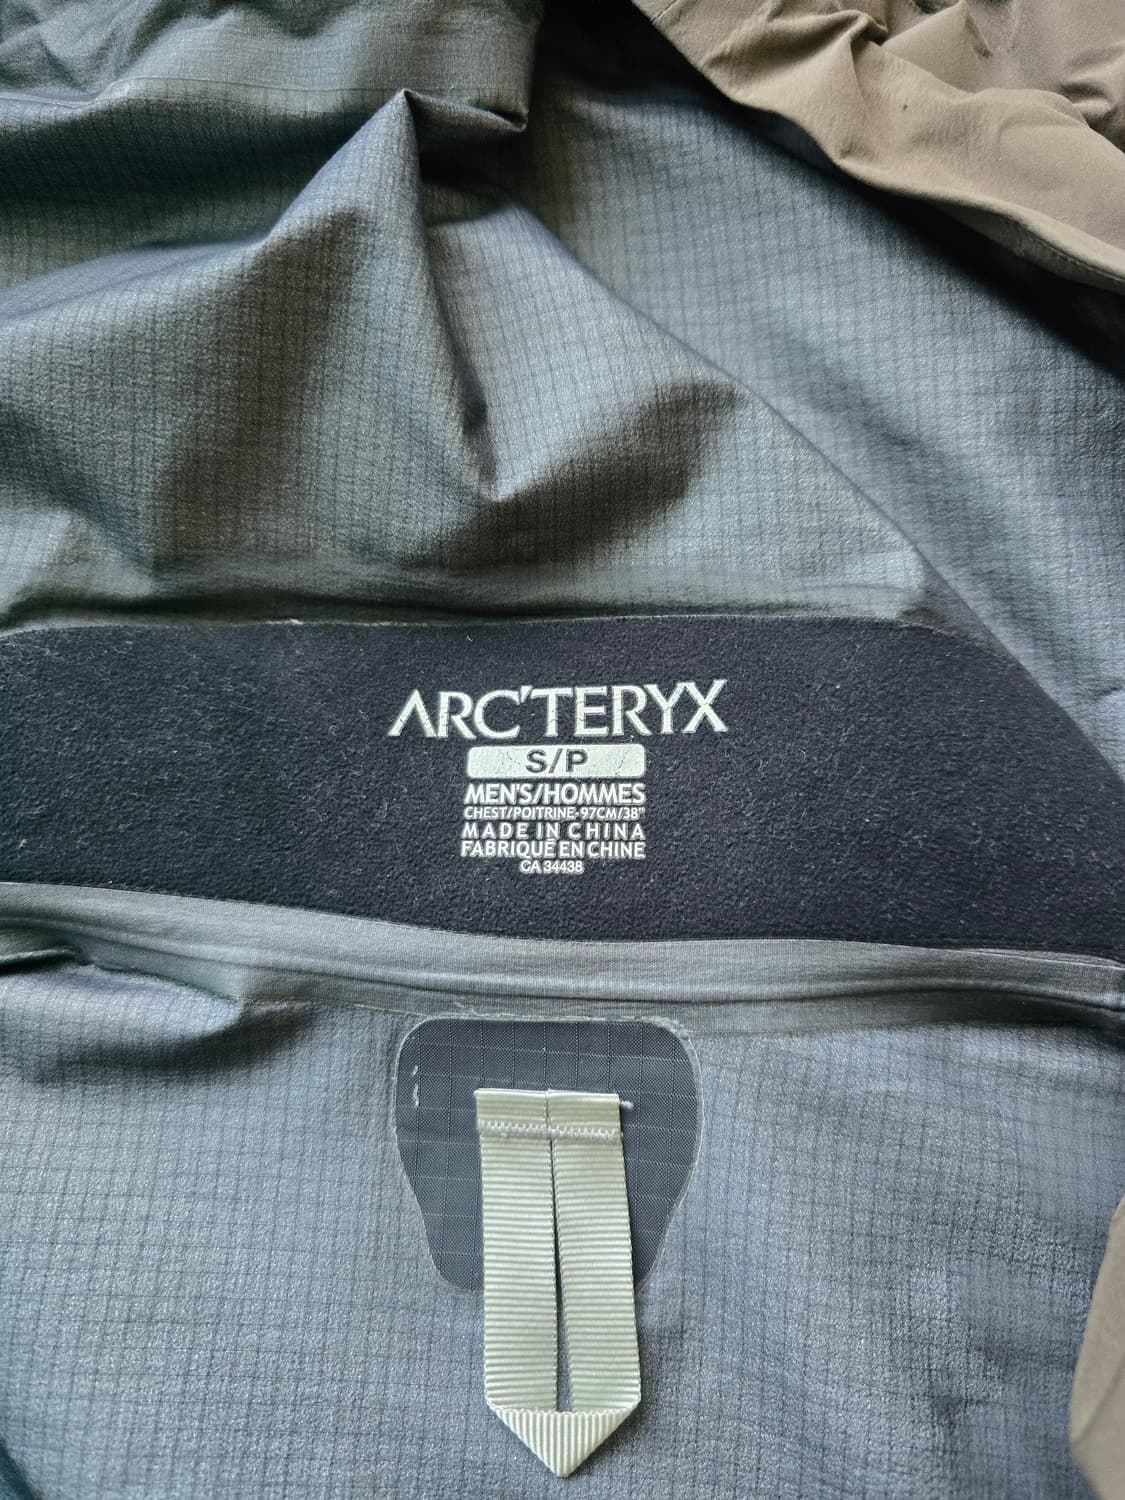 ARC'TERYX
S/P
MEN'S/HOMMES
CHEST/POITRINE-97CM/38"
MADE IN CHINA
FABRIQUÉ EN CHINE
CA 34438